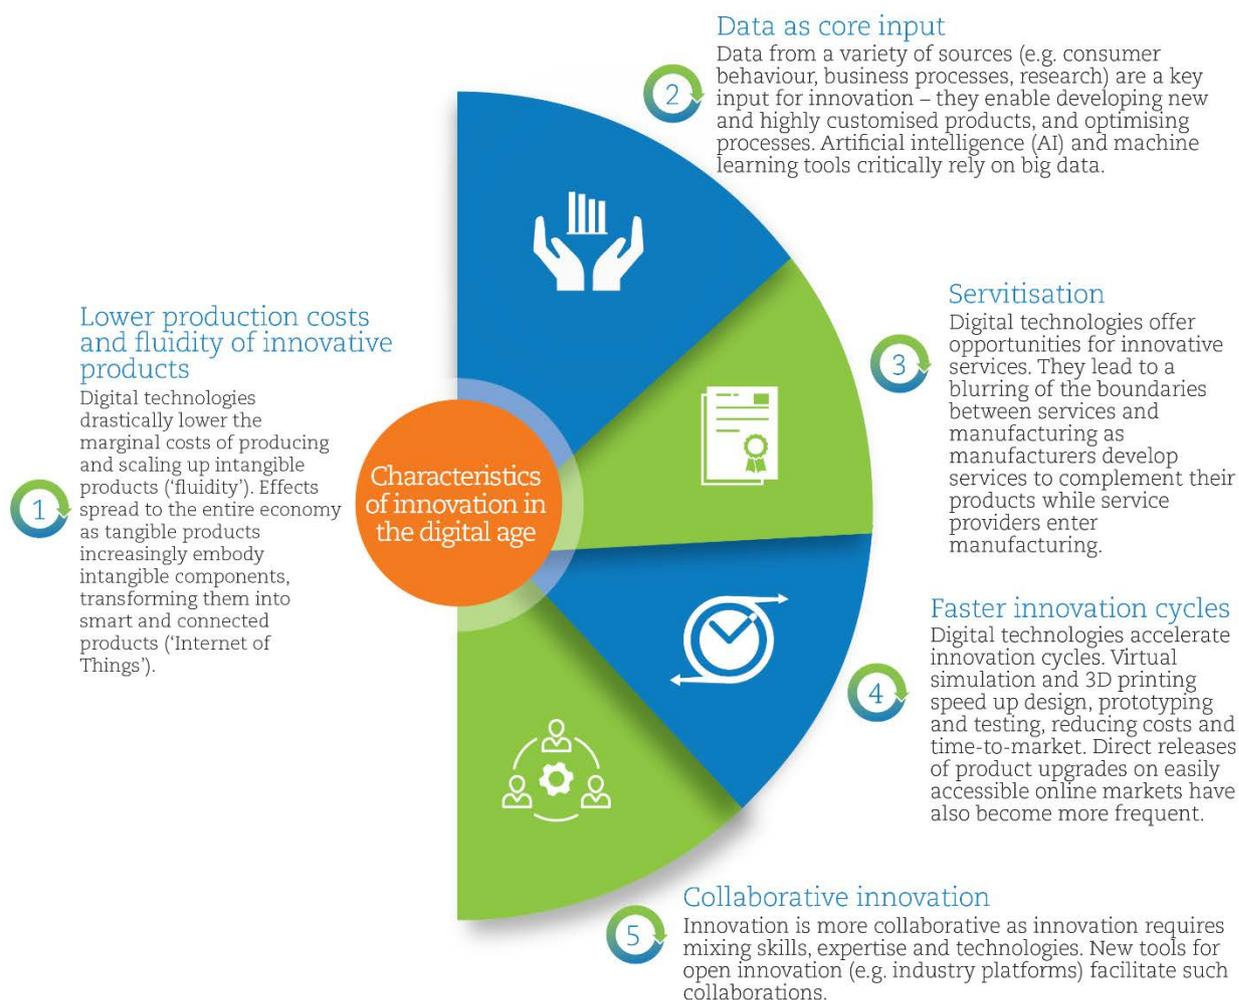 Data as core input
Data from a variety of sources (e.g. consumer
behaviour, business processes, research) are a key
input for innovation – they enable developing new
and highly customised products, and optimising
processes. Artificial intelligence (AI) and machine
learning tools critically rely on big data.
2
Servitisation
Digital technologies offer
opportunities for innovative
services. They lead to a
blurring of the boundaries
between services and
manufacturing as
manufacturers develop
services to complement their
products while service
providers enter
manufacturing.
3
Lower production costs
and fluidity of innovative
products
Digital technologies
drastically lower the
marginal costs of producing
and scaling up intangible
products (‘fluidity’). Effects
spread to the entire economy
as tangible products
increasingly embody
intangible components,
transforming them into
smart and connected
products (‘Internet of
Things’).
1
Characteristics
of innovation in
the digital age
Faster innovation cycles
Digital technologies accelerate
innovation cycles. Virtual
simulation and 3D printing
speed up design, prototyping
and testing, reducing costs and
time-to-market. Direct releases
of product upgrades on easily
accessible online markets have
also become more frequent.
4
Collaborative innovation
Innovation is more collaborative as innovation requires
mixing skills, expertise and technologies. New tools for
open innovation (e.g. industry platforms) facilitate such
collaborations.
5